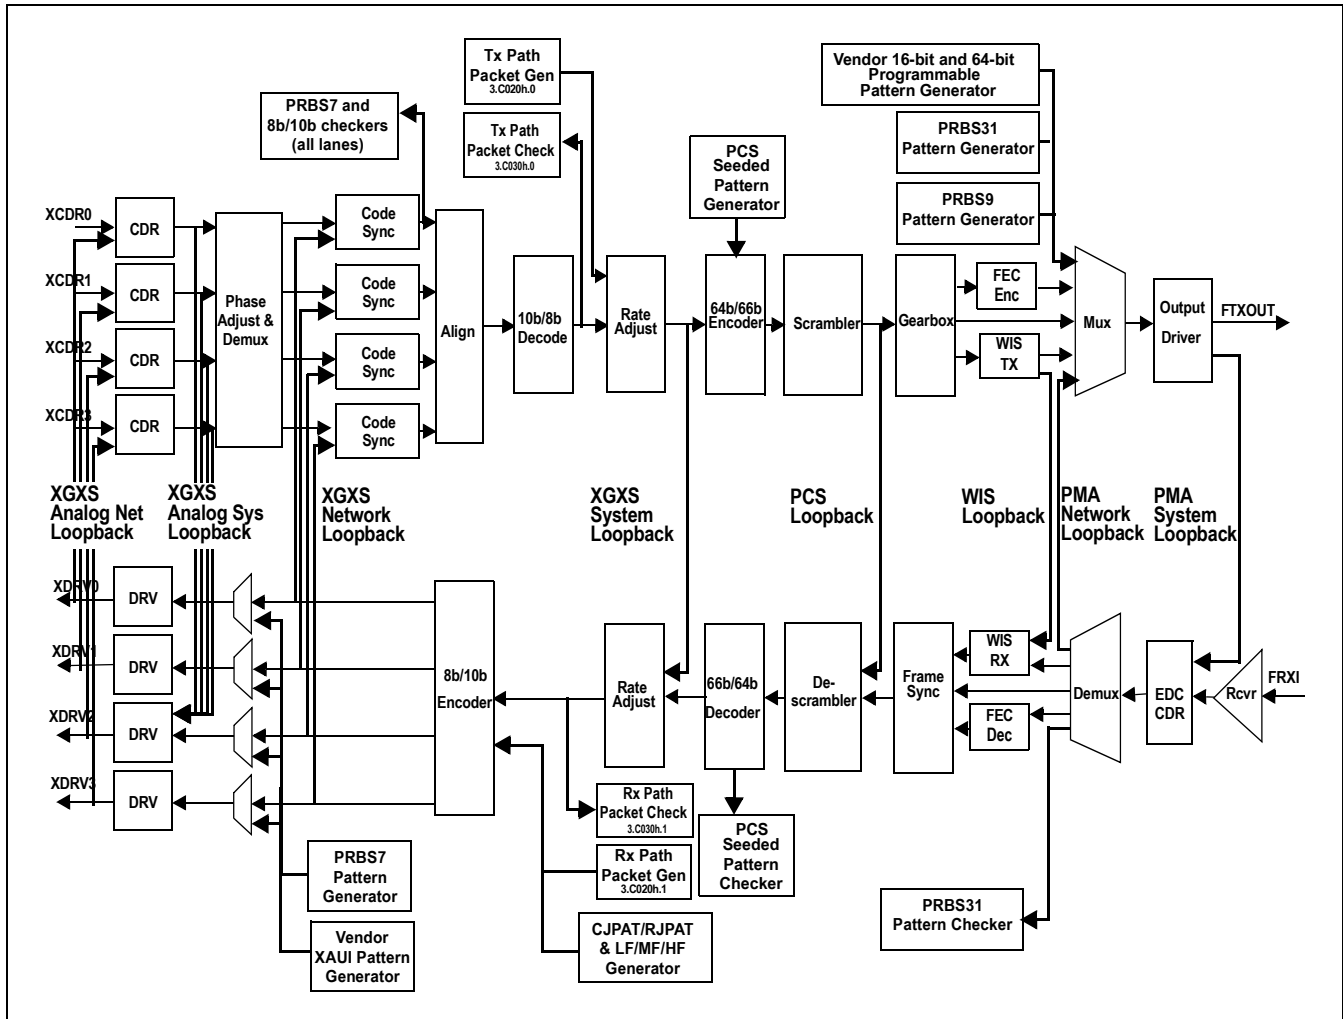 Tx Path
Packet Gen
3.C020h.0
Vendor 16-bit and 64-bit
Programmable
Pattern Generator
PRBS7 and
8b/10b checkers
(all lanes)
Tx Path
Packet Check
3.C030h.0
PRBS31
Pattern Generator
PCS
Seeded
Pattern
Generator
PRBS9
Pattern Generator
XCDR0
CDR
Code
Sync
XCDR1
CDR
Code
Sync
XCDR2
CDR
Code
Sync
XCDR3
CDR
Code
Sync
Phase
Adjust &
Demux
Align
10b/8b
Decode
Rate
Adjust
64b/66b
Encoder
Scrambler
Gearbox
FEC
Enc
WIS
TX
Mux
Output
Driver
FTXOUT
XGXS
Analog Net
Loopback
XGXS
Analog Sys
Loopback
XGXS
Network
Loopback
XGXS
System
Loopback
PCS
Loopback
WIS
Loopback
PMA
Network
Loopback
PMA
System
Loopback
XDRV0
DRV
XDRV1
DRV
XDRV2
DRV
XDRV3
DRV
8b/10b
Encoder
Rate
Adjust
66b/64b
Decoder
De-
scrambler
Frame
Sync
WIS
RX
FEC
Dec
Demux
EDC
CDR
Rcvr
FRXI
Rx Path
Packet Check
3.C030h.1
Rx Path
Packet Gen
3.C020h.1
PCS
Seeded
Pattern
Checker
PRBS7
Pattern
Generator
PRBS31
Pattern Checker
Vendor
XAUI Pattern
Generator
CJPAT/RJPAT
& LF/MF/HF
Generator